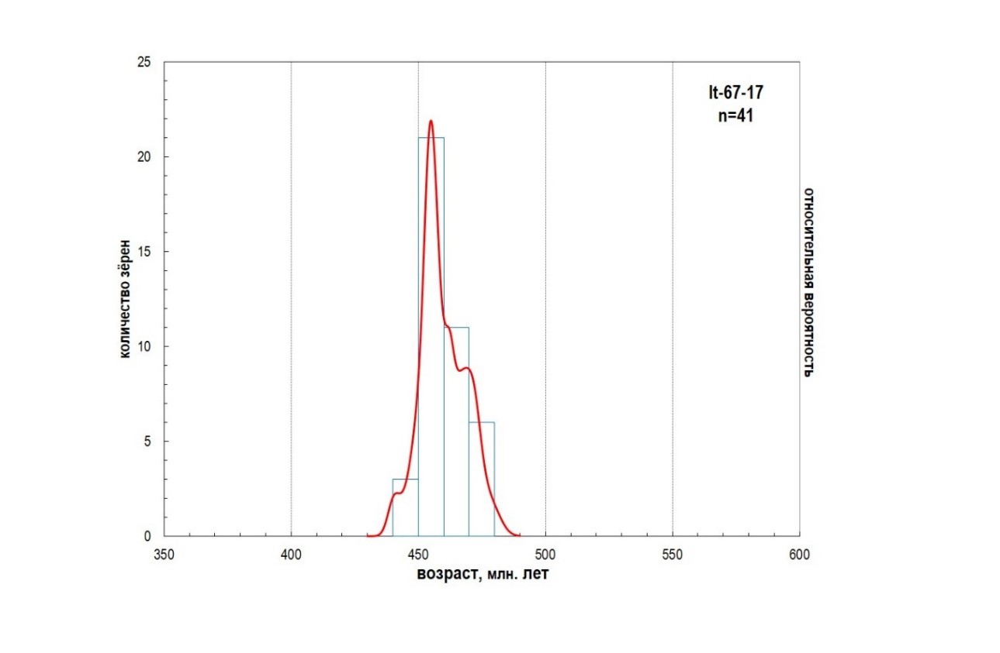 25
20
15
10
5
0
350 400 450 500 550 600
количество зёрен
возраст, млн. лет
относительная вероятность
lt-67-17
n=41